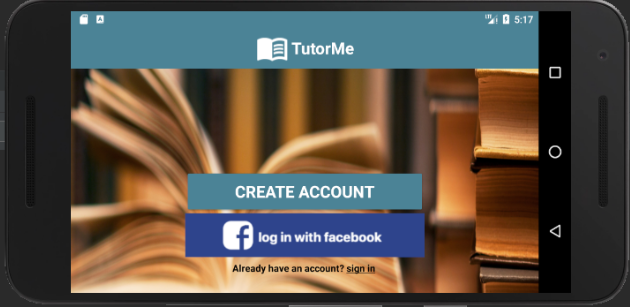 5:17
TutorMe
CREATE ACCOUNT
log in with facebook
Already have an account? sign in